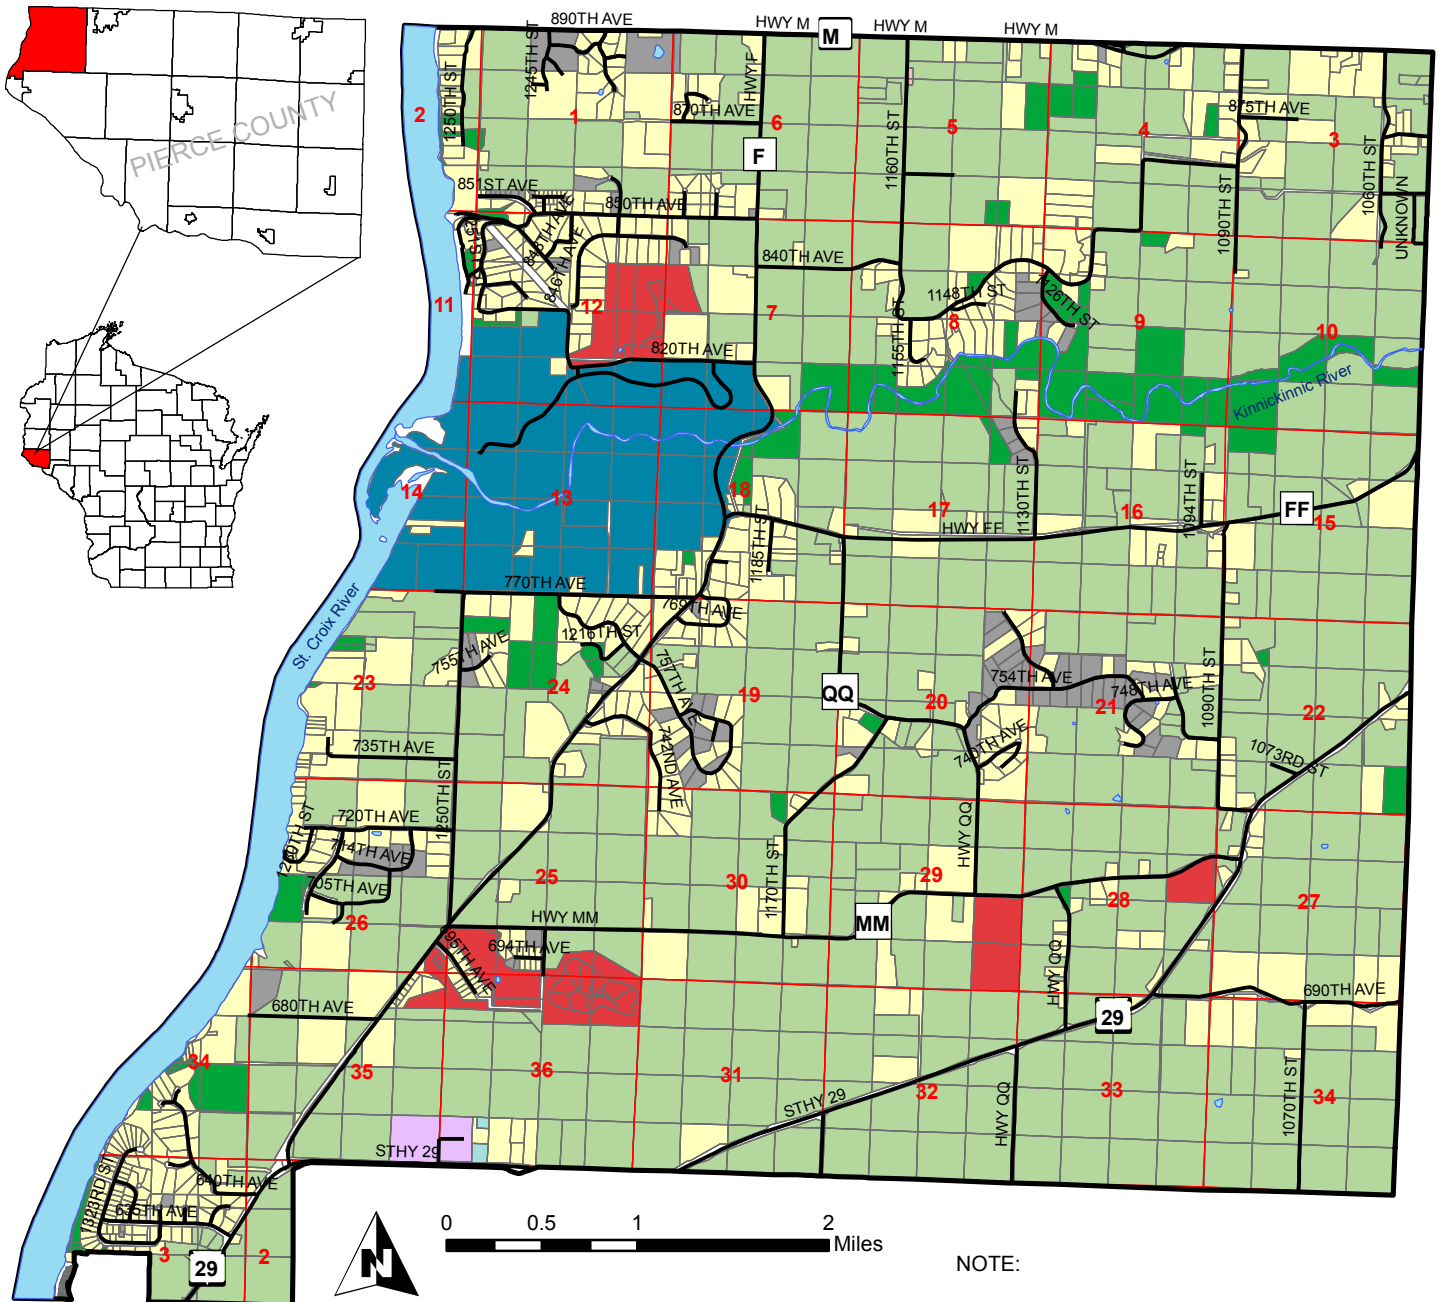 PIERCE COUNTY
890TH AVE
HWY M
M
HWY M
HWY M
1245TH ST
1250TH ST
HWY F
870TH AVE
875TH AVE
2
1
6
5
4
3
F
1160TH ST
1060TH ST
851ST AVE
850TH AVE
1090TH ST
UNKNOWN
848TH AVE
846TH AVE
840TH AVE
1148TH ST
1126TH ST
11
12
7
8
9
10
1155TH ST
820TH AVE
Kinnickinnic River
14
13
18
17
16
15
1130TH ST
1094TH ST
FF
HWY FF
1185TH ST
770TH AVE
769TH AVE
St. Croix River
1216TH ST
755TH AVE
757TH AVE
754TH AVE
748TH AVE
1090TH ST
23
24
19
QQ
20
21
22
735TH AVE
742ND AVE
740TH AVE
1073RD ST
1250TH ST
720TH AVE
714TH AVE
705TH AVE
HWY QQ
1170TH ST
26
25
30
29
28
27
HWY MM
MM
695TH AVE
694TH AVE
HWY QQ
690TH AVE
680TH AVE
29
34
35
36
31
32
33
34
STHY 29
HWY QQ
1070TH ST
STHY 29
640TH AVE
1323RD ST
635TH AVE
3
2
29
N
0 0.5 1 2
Miles
NOTE: